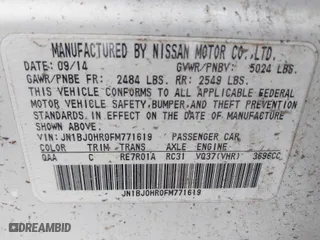 MANUFACTURED BY NISSAN MOTOR CO.,LTD.
DATE: 09/14 GVWR/PNBV: 5024 LBS.
GAWR/PNBE FR: 2484 LBS. RR: 2549 LBS.
THIS VEHICLE CONFORMS TO ALL APPLICABLE FEDERAL
MOTOR VEHICLE SAFETY, BUMPER, AND THEFT PREVENTION
STANDARDS IN EFFECT ON THE DATE OF MANUFACTURE
SHOWN ABOVE.
VIN: JN1BJ0HR0FM771619 PASSENGER CAR
COLOR TRIM TRANS AXLE ENGINE
QAA C RE7R01A RC31 VQ37(VHR) 3696CC
JN1BJ0HR0FM771619
DEALERSHIP.COM